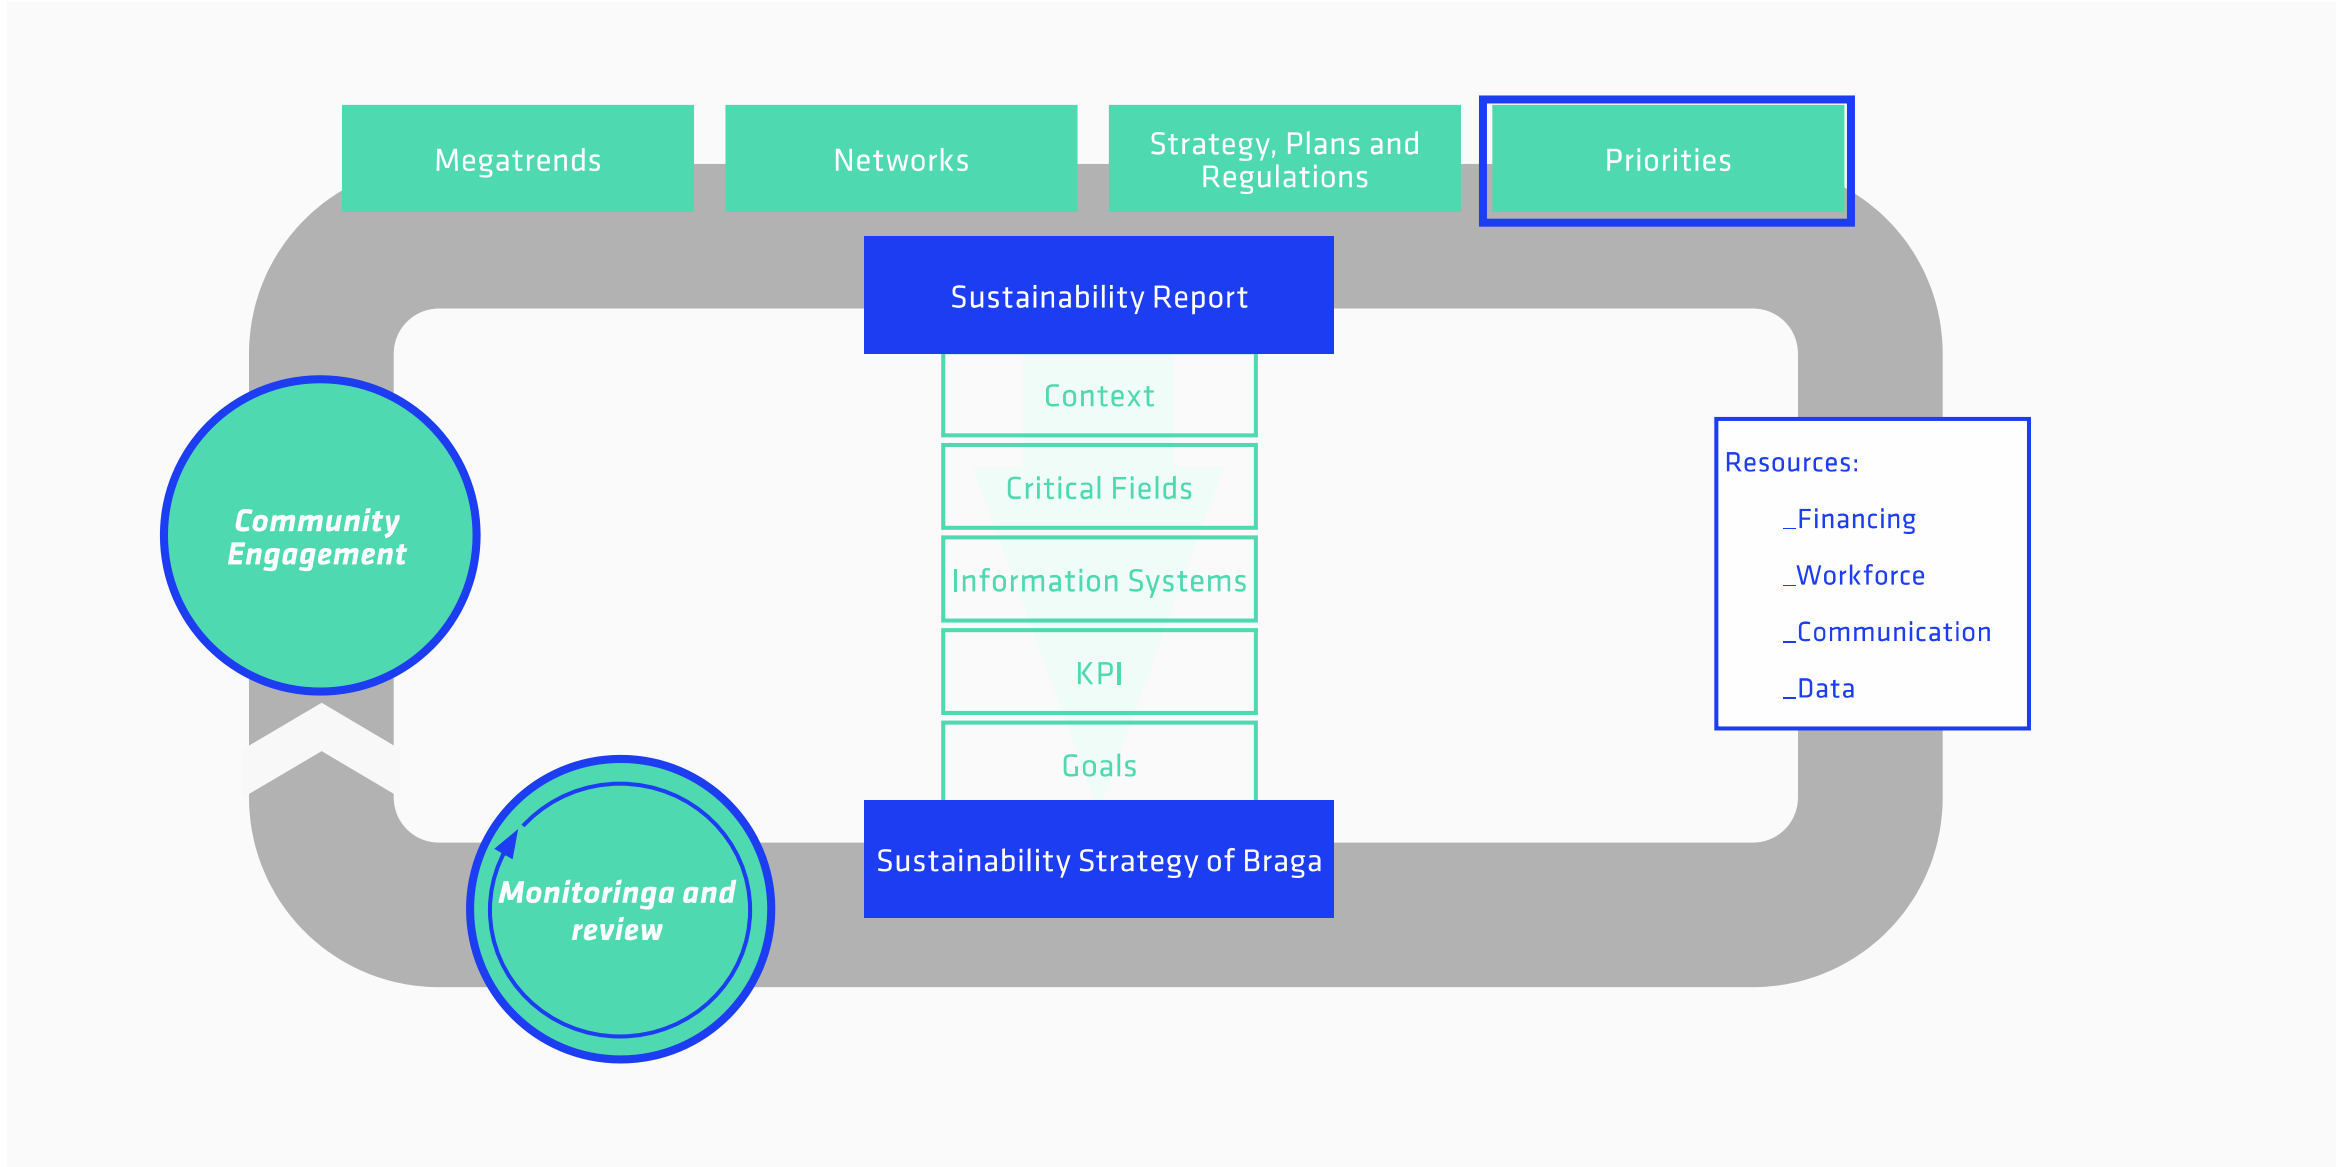 Megatrends
Networks
Strategy, Plans and
Regulations
Priorities
Sustainability Report
Context
Critical Fields
Information Systems
KPI
Goals
Sustainability Strategy of Braga
Community
Engagement
Monitoringa and
review
Resources:
_Financing
_Workforce
_Communication
_Data